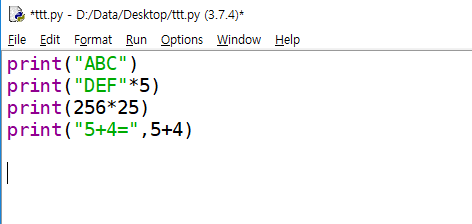 *ttt.py - D:/Data/Desktop/ttt.py (3.7.4)*
File Edit Format Run Options Window Help
print("ABC")
print("DEF"*5)
print(256*25)
print("5+4=",5+4)